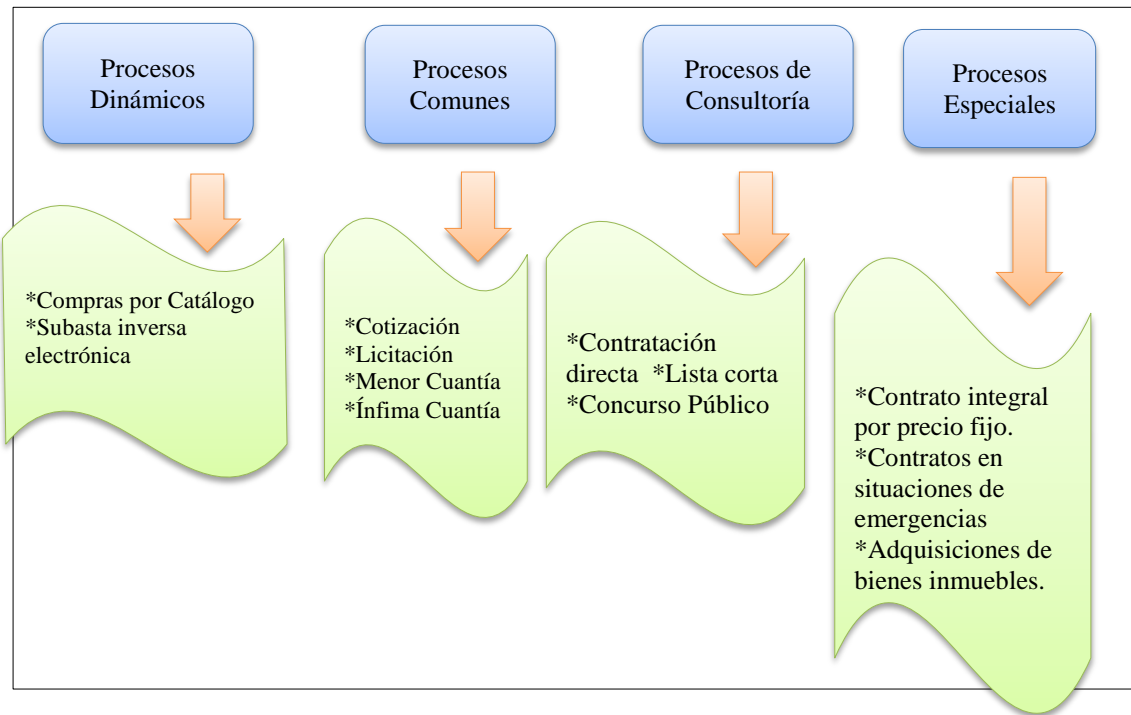 Procesos
Dinámicos
Procesos
Comunes
Procesos de
Consultoría
Procesos
Especiales
*Compras por Catálogo
*Subasta inversa
electrónica
*Cotización
*Licitación
*Menor Cuantía
*Ínfima Cuantía
*Contratación
directa *Lista corta
*Concurso Público
*Contrato integral
por precio fijo.
*Contratos en
situaciones de
emergencias
*Adquisiciones de
bienes inmuebles.